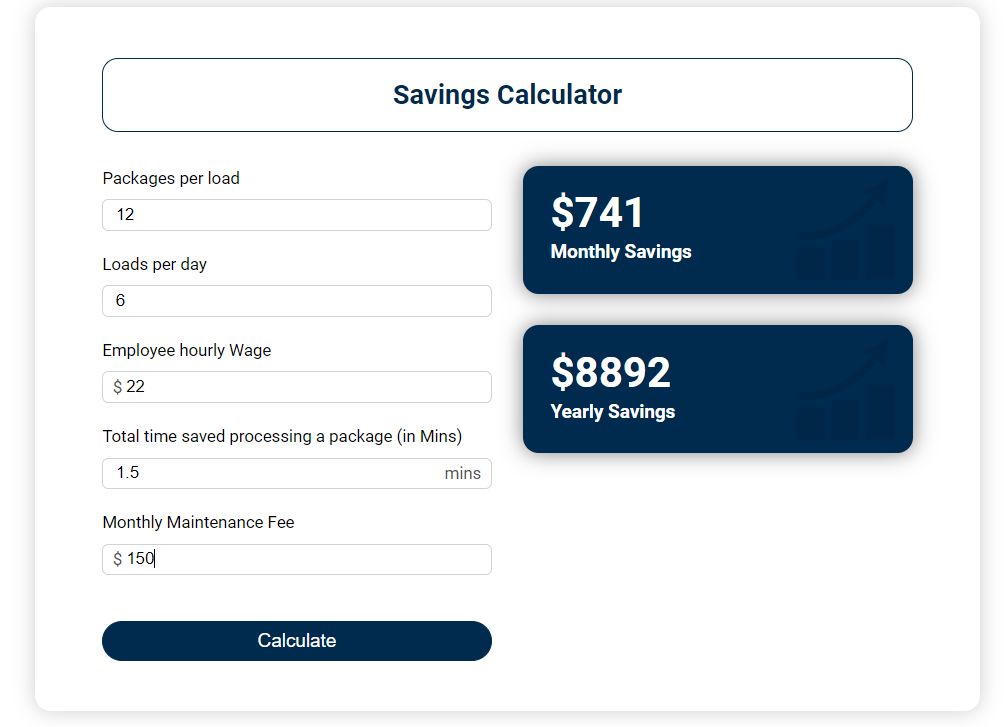 Savings Calculator
Packages per load
12
Loads per day
6
Employee hourly Wage
$ 22
Total time saved processing a package (in Mins)
1.5 mins
Monthly Maintenance Fee
$ 150
Calculate
$741
Monthly Savings
$8892
Yearly Savings